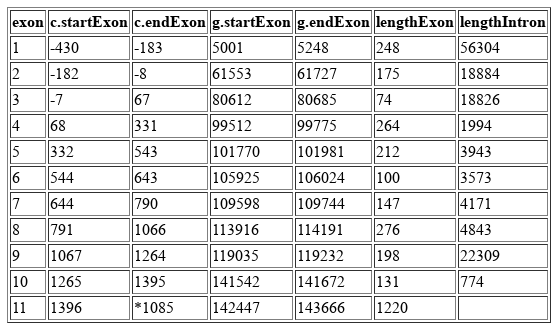 exon c.startExon c.endExon g.startExon g.endExon lengthExon lengthIntron
1 -430 -183 5001 5248 248 56304
2 -182 -8 61553 61727 175 18884
3 -7 67 80612 80685 74 18826
4 68 331 99512 99775 264 1994
5 332 543 101770 101981 212 3943
6 544 643 105925 106024 100 3573
7 644 790 109598 109744 147 4171
8 791 1066 113916 114191 276 4843
9 1067 1264 119035 119232 198 22309
10 1265 1395 141542 141672 131 774
11 1396 *1085 142447 143666 1220